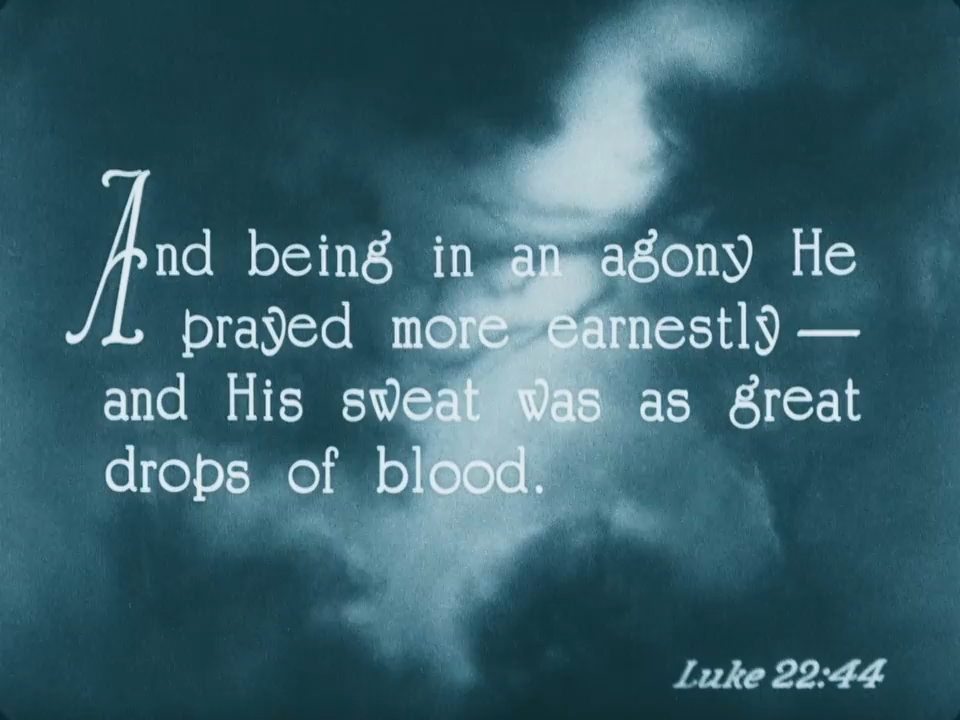 And being in an agony He
prayed more earnestly —
and His sweat was as great
drops of blood.
Luke 22:44